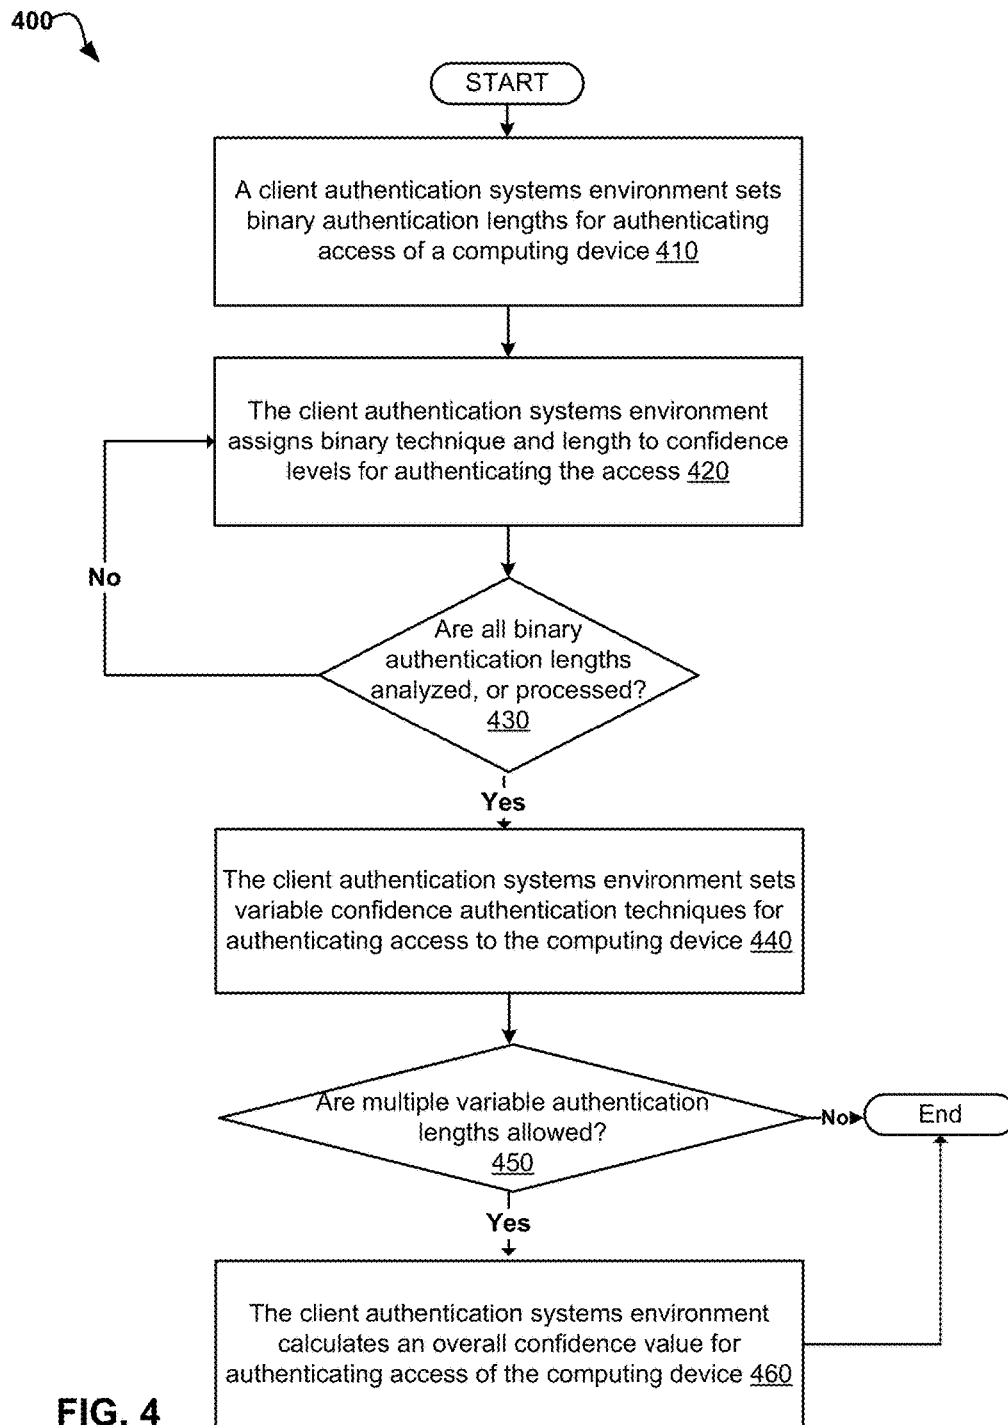 400
START
A client authentication systems environment sets
binary authentication lengths for authenticating
access of a computing device 410
The client authentication systems environment
assigns binary technique and length to confidence
levels for authenticating the access 420
No
Are all binary
authentication lengths
analyzed, or processed?
430
Yes
The client authentication systems environment sets
variable confidence authentication techniques for
authenticating access to the computing device 440
Are multiple variable authentication
lengths allowed?
450
No
End
Yes
The client authentication systems environment
calculates an overall confidence value for
authenticating access of the computing device 460
FIG. 4